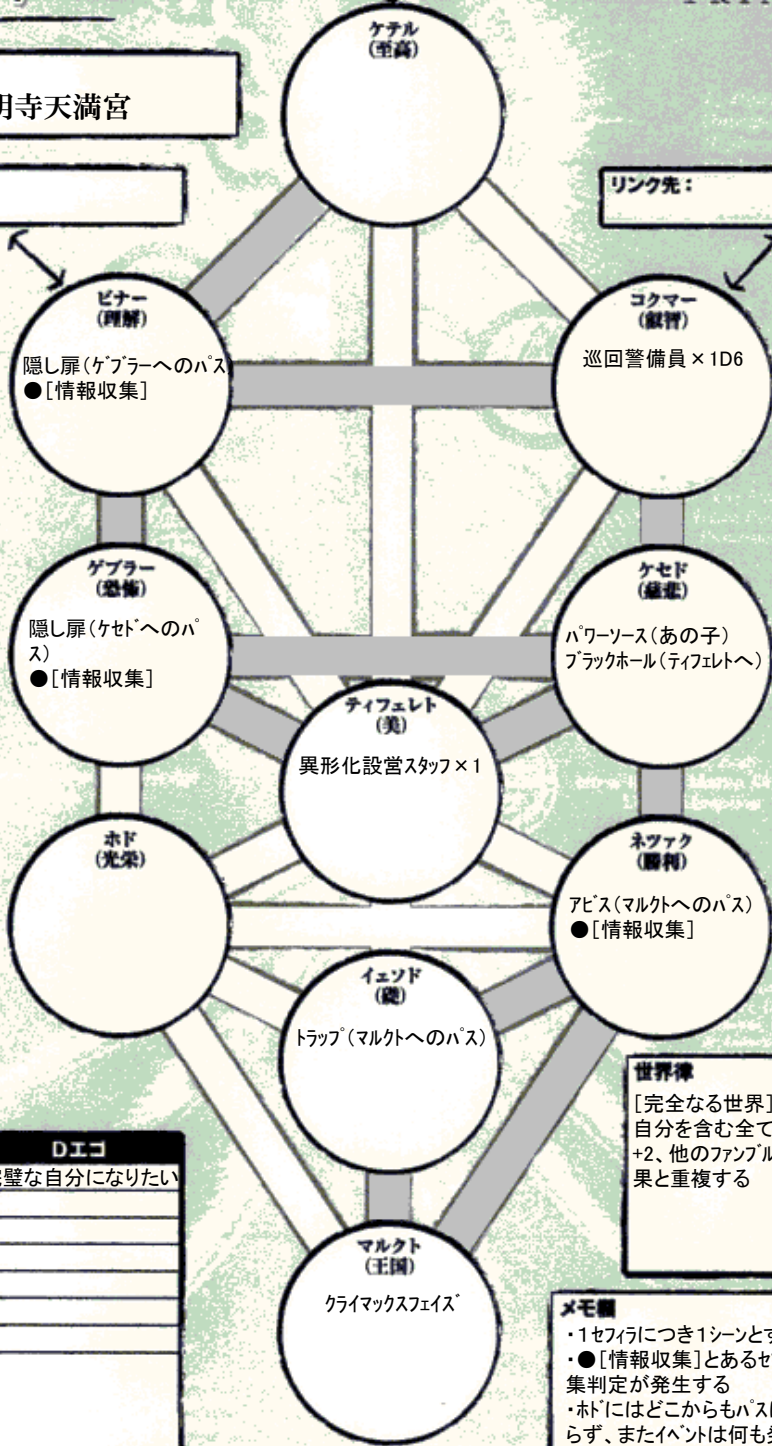 ケテル
(至高)
明寺天満宮
リンク先：
ビナー
(理解)
隠し扉(ゲブラーへのパス
●[情報収集]
コクマー
(叡智)
巡回警備員×1D6
ゲブラー
(恐怖)
隠し扉(ケセドへのパ
ス)
●[情報収集]
ケセド
(慈悲)
パワーソース(あの子)
ブラックホール(ティフェレトへ)
ティフェレト
(美)
異形化設営スタッフ×1
ホド
(光栄)
ネツァク
(勝利)
アビス(マルクトへのパス)
●[情報収集]
イェソド
(礎)
トラップ(マルクトへのパス)
世界律
[完全なる世界]
自分を含む全て
+2、他のファンブル
果と重複する
Dエゴ
壁な自分になりたい
マルクト
(王国)
クライマックスフェイズ
メモ欄
・1セフィラにつき1シーンとす
・●[情報収集]とあるセ
集判定が発生する
・ホドにはどこからもパスに
らず、またイベントは何も